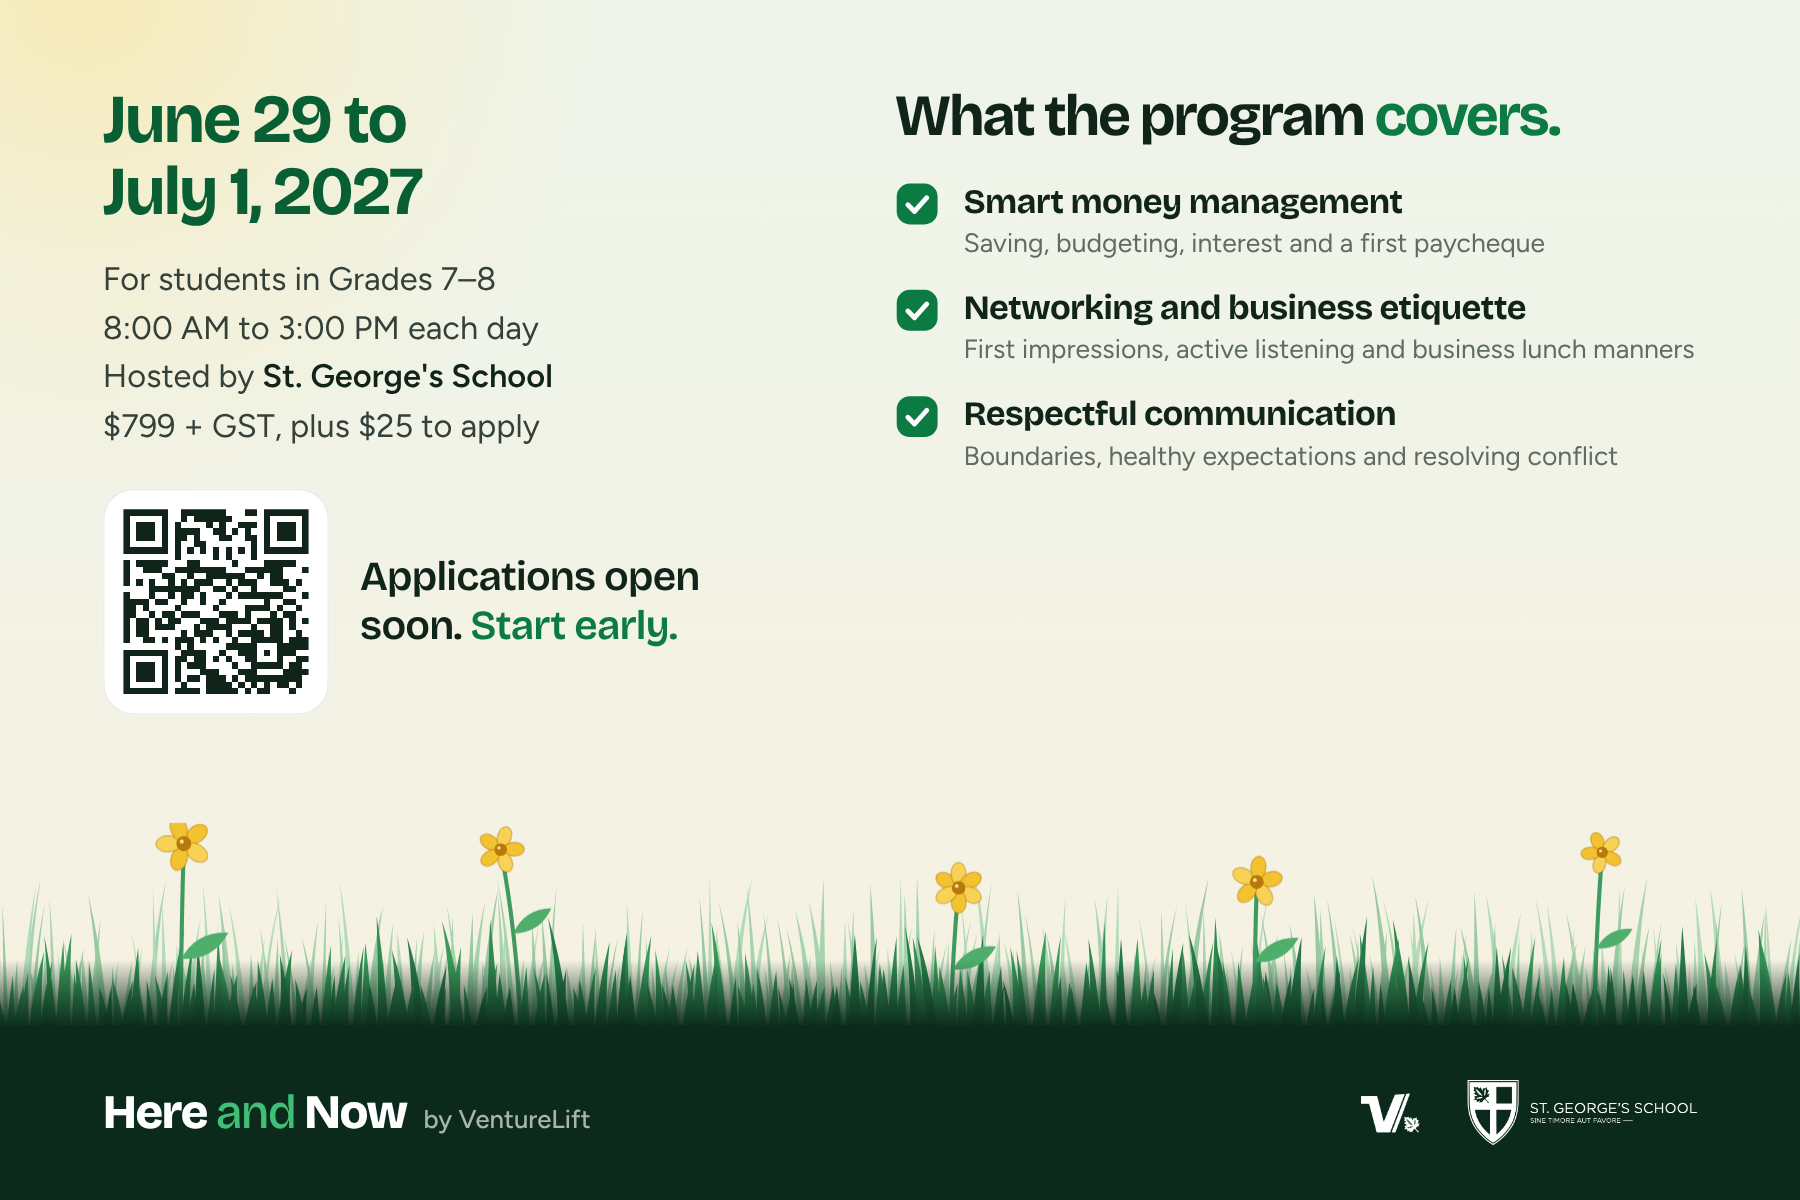 June 29 to
July 1, 2027
For students in Grades 7–8
8:00 AM to 3:00 PM each day
Hosted by St. George's School
$799 + GST, plus $25 to apply
Applications open
soon. Start early.
What the program covers.
Smart money management
Saving, budgeting, interest and a first paycheque
Networking and business etiquette
First impressions, active listening and business lunch manners
Respectful communication
Boundaries, healthy expectations and resolving conflict
Here and Now by VentureLift
ST. GEORGE'S SCHOOL
SINE TIMORE AUT FAVORE —